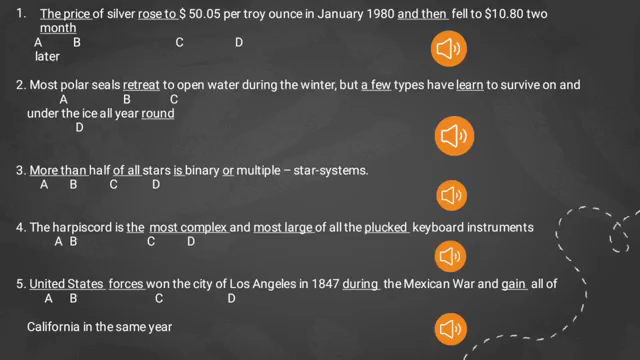 1. The price of silver rose to $ 50.05 per troy ounce in January 1980 and then fell to $10.80 two
month
A B C D
later
2. Most polar seals retreat to open water during the winter, but a few types have learn to survive on and
A B C
under the ice all year round
D
3. More than half of all stars is binary or multiple – star-systems.
A B C D
4. The harpiscord is the most complex and most large of all the plucked keyboard instruments
A B C D
5. United States forces won the city of Los Angeles in 1847 during the Mexican War and gain all of
A B C D
California in the same year